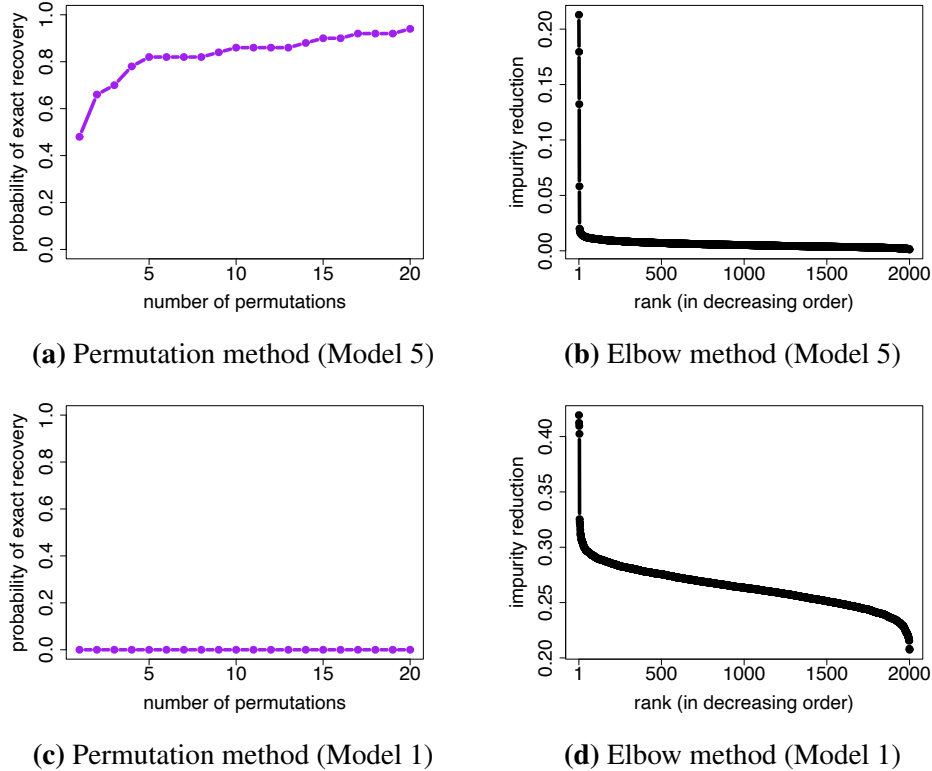 1.0
0.8
0.6
0.4
0.2
0.0
probability of exact recovery
5 10 15 20
number of permutations
(a) Permutation method (Model 5)
0.20
0.15
0.10
0.05
0.00
impurity reduction
1 500 1000 1500 2000
rank (in decreasing order)
(b) Elbow method (Model 5)
1.0
0.8
0.6
0.4
0.2
0.0
probability of exact recovery
5 10 15 20
number of permutations
(c) Permutation method (Model 1)
0.40
0.35
0.30
0.25
0.20
impurity reduction
1 500 1000 1500 2000
rank (in decreasing order)
(d) Elbow method (Model 1)